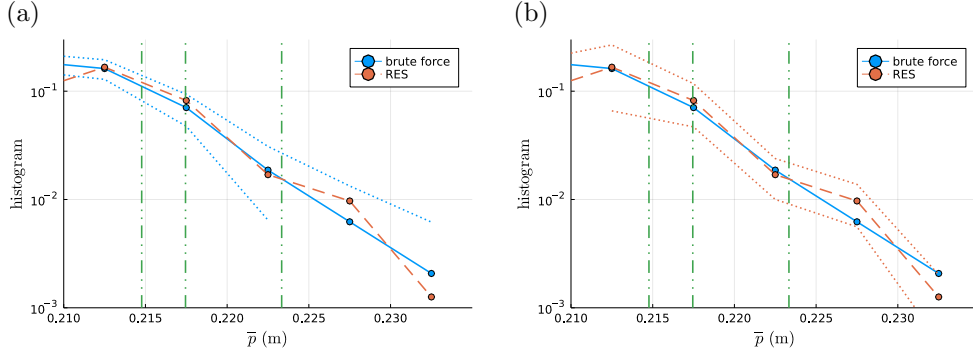 (a)
histogram
10⁻¹
10⁻²
10⁻³
0.210
0.215
0.220
0.225
0.230
p̅ (m)
brute force
RES
(b)
histogram
10⁻¹
10⁻²
10⁻³
0.210
0.215
0.220
0.225
0.230
p̅ (m)
brute force
RES